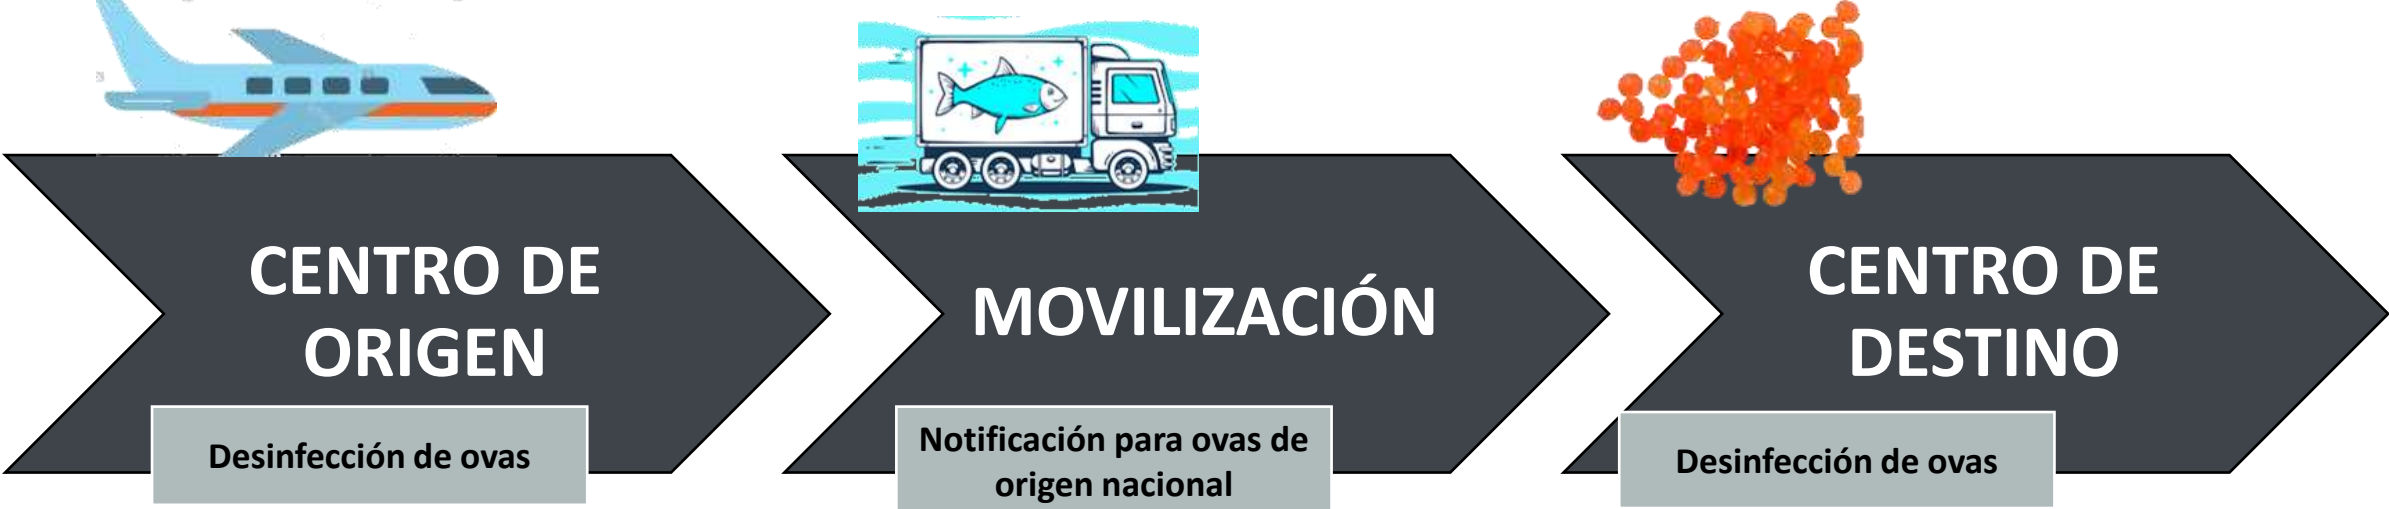 CENTRO DE
ORIGEN
Desinfección de ovas
MOVILIZACIÓN
Notificación para ovas de
origen nacional
CENTRO DE
DESTINO
Desinfección de ovas